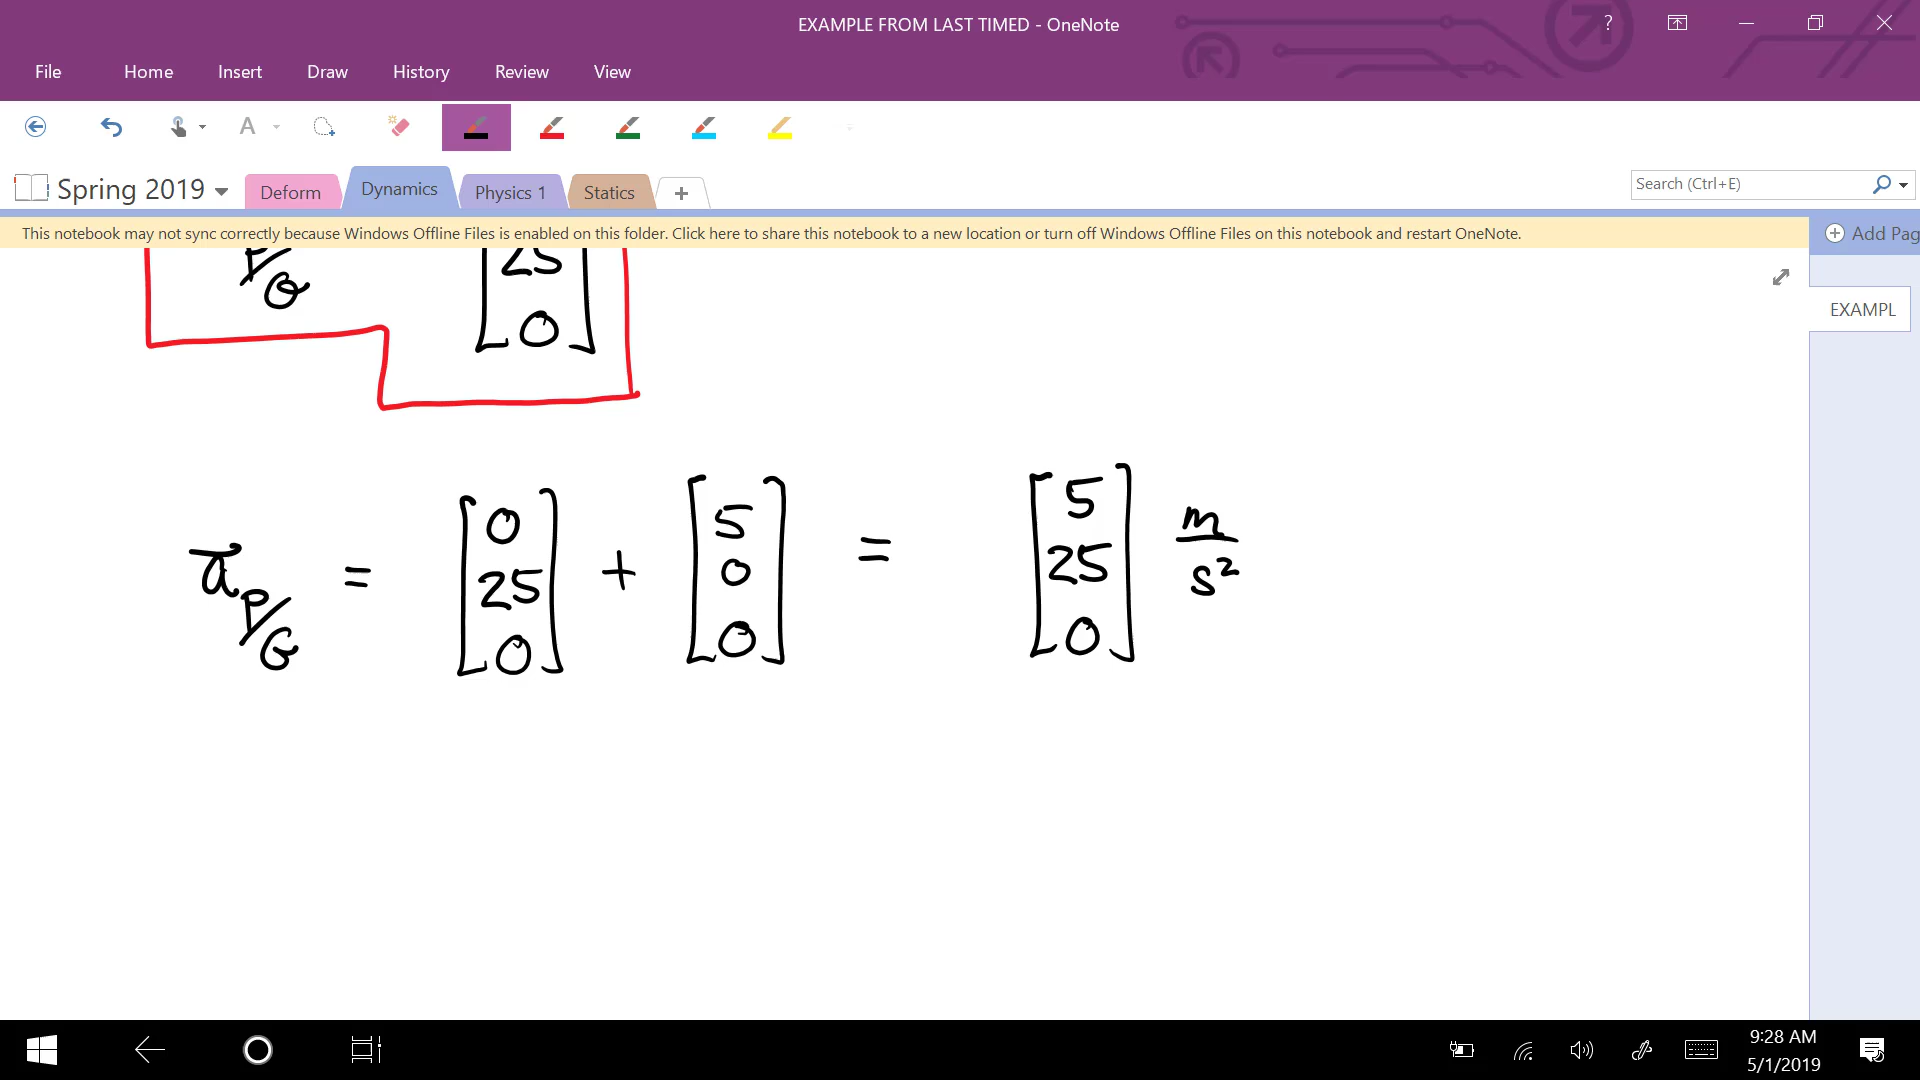 EXAMPLE FROM LAST TIMED - OneNote
?
File Home Insert Draw History Review View
A
Spring 2019 Deform Dynamics Physics 1 Statics +
Search (Ctrl+E)
This notebook may not sync correctly because Windows Offline Files is enabled on this folder. Click here to share this notebook to a new location or turn off Windows Offline Files on this notebook and restart OneNote.
Add Pag
EXAMPL
P/O [ 25 0 ]
a̅ P/G = [ 0 25 0 ] + [ 5 0 0 ] = [ 5 25 0 ] m/s²
9:28 AM
5/1/2019